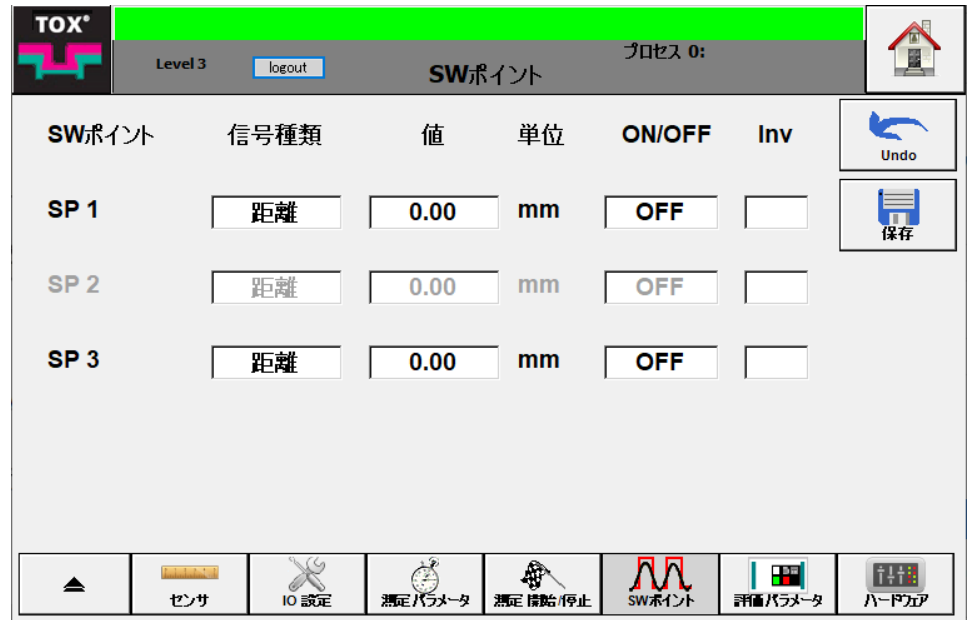 TOX®
Level 3 logout SWポイント プロセス 0:
SWポイント 信号種類 値 単位 ON/OFF Inv
Undo
SP 1 距離 0.00 mm OFF
保存
SP 2 距離 0.00 mm OFF
SP 3 距離 0.00 mm OFF
センサ IO 設定 測定パラメータ 測定 開始/停止 SWポイント 評価パラメータ ハードウェア